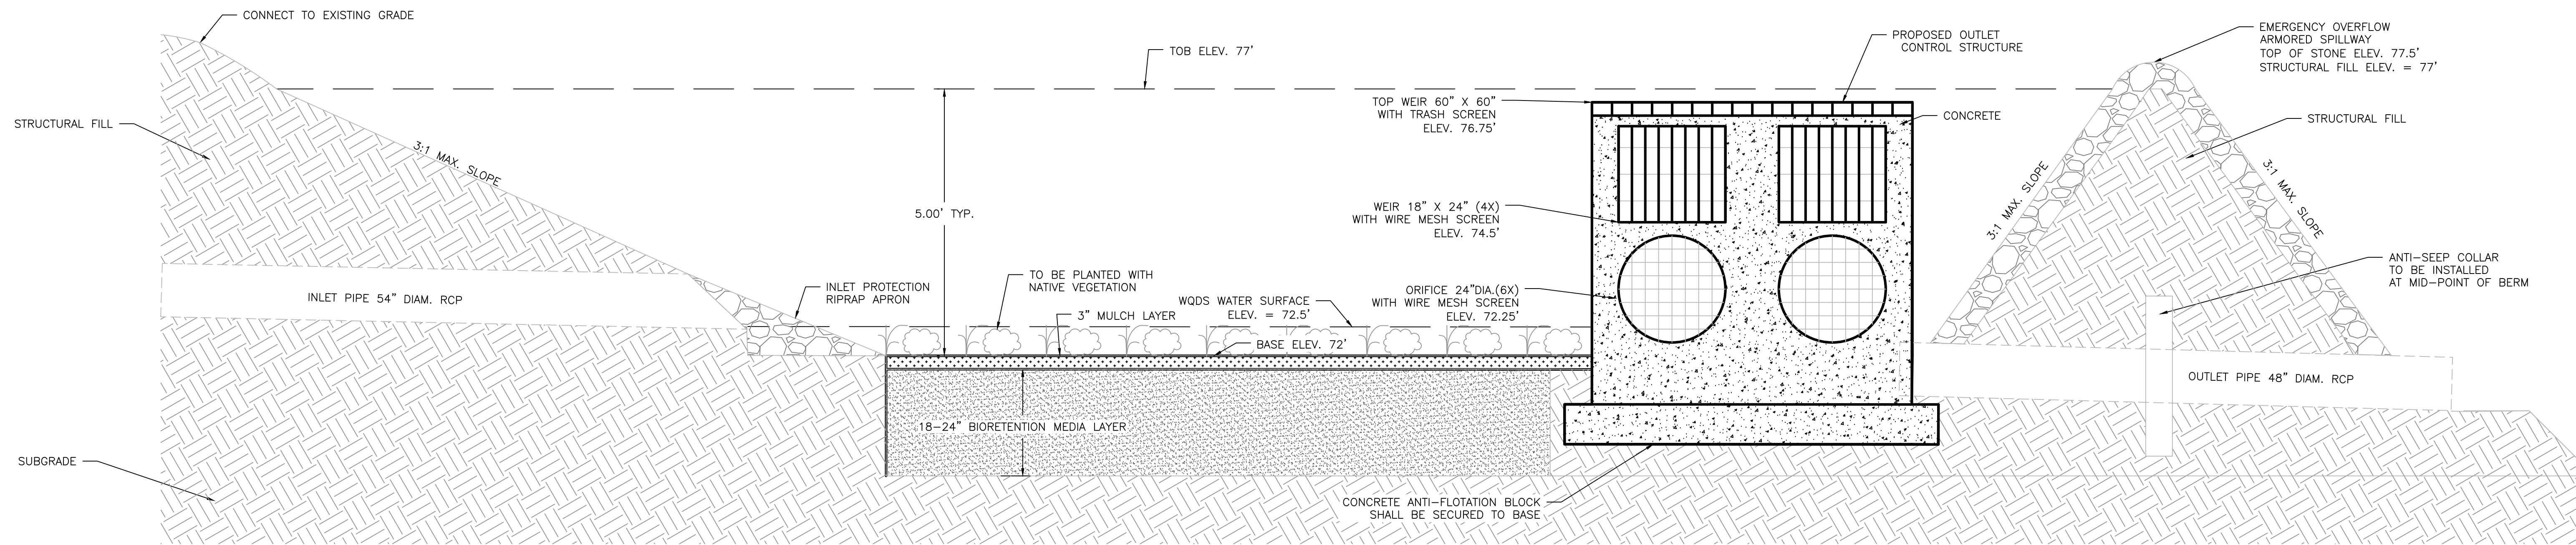 CONNECT TO EXISTING GRADE
STRUCTURAL FILL
3:1 MAX. SLOPE
INLET PIPE 54" DIAM. RCP
SUBGRADE
TOB ELEV. 77'
5.00' TYP.
INLET PROTECTION
RIPRAP APRON
TO BE PLANTED WITH
NATIVE VEGETATION
3" MULCH LAYER
WQDS WATER SURFACE
ELEV. = 72.5'
BASE ELEV. 72'
18-24" BIORETENTION MEDIA LAYER
TOP WEIR 60" X 60"
WITH TRASH SCREEN
ELEV. 76.75'
WEIR 18" X 24" (4X)
WITH WIRE MESH SCREEN
ELEV. 74.5'
ORIFICE 24"DIA.(6X)
WITH WIRE MESH SCREEN
ELEV. 72.25'
CONCRETE ANTI-FLOTATION BLOCK
SHALL BE SECURED TO BASE
PROPOSED OUTLET
CONTROL STRUCTURE
CONCRETE
EMERGENCY OVERFLOW
ARMORED SPILLWAY
TOP OF STONE ELEV. 77.5'
STRUCTURAL FILL ELEV. = 77'
STRUCTURAL FILL
3:1 MAX. SLOPE
3:1 MAX. SLOPE
ANTI-SEEP COLLAR
TO BE INSTALLED
AT MID-POINT OF BERM
OUTLET PIPE 48" DIAM. RCP